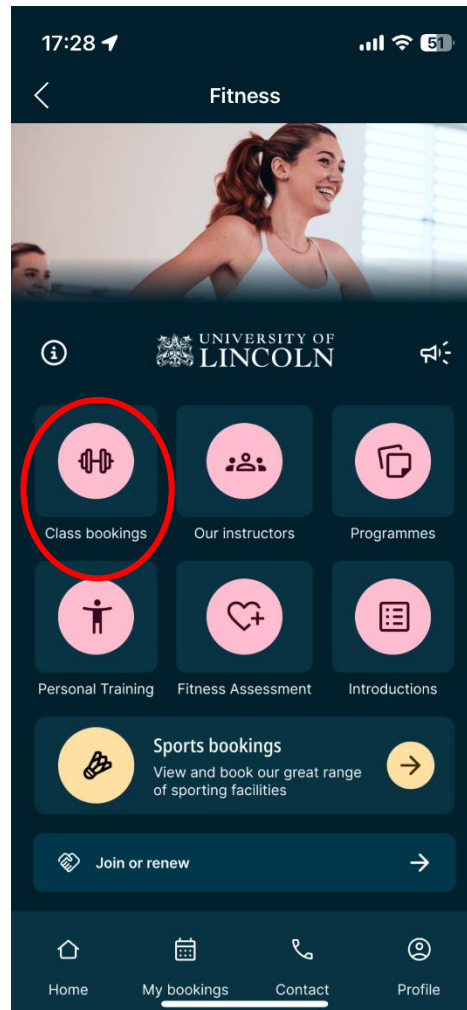 17:28
51
Fitness
UNIVERSITY OF
LINCOLN
Class bookings
Our instructors
Programmes
Personal Training
Fitness Assessment
Introductions
Sports bookings
View and book our great range
of sporting facilities
Join or renew
Home
My bookings
Contact
Profile